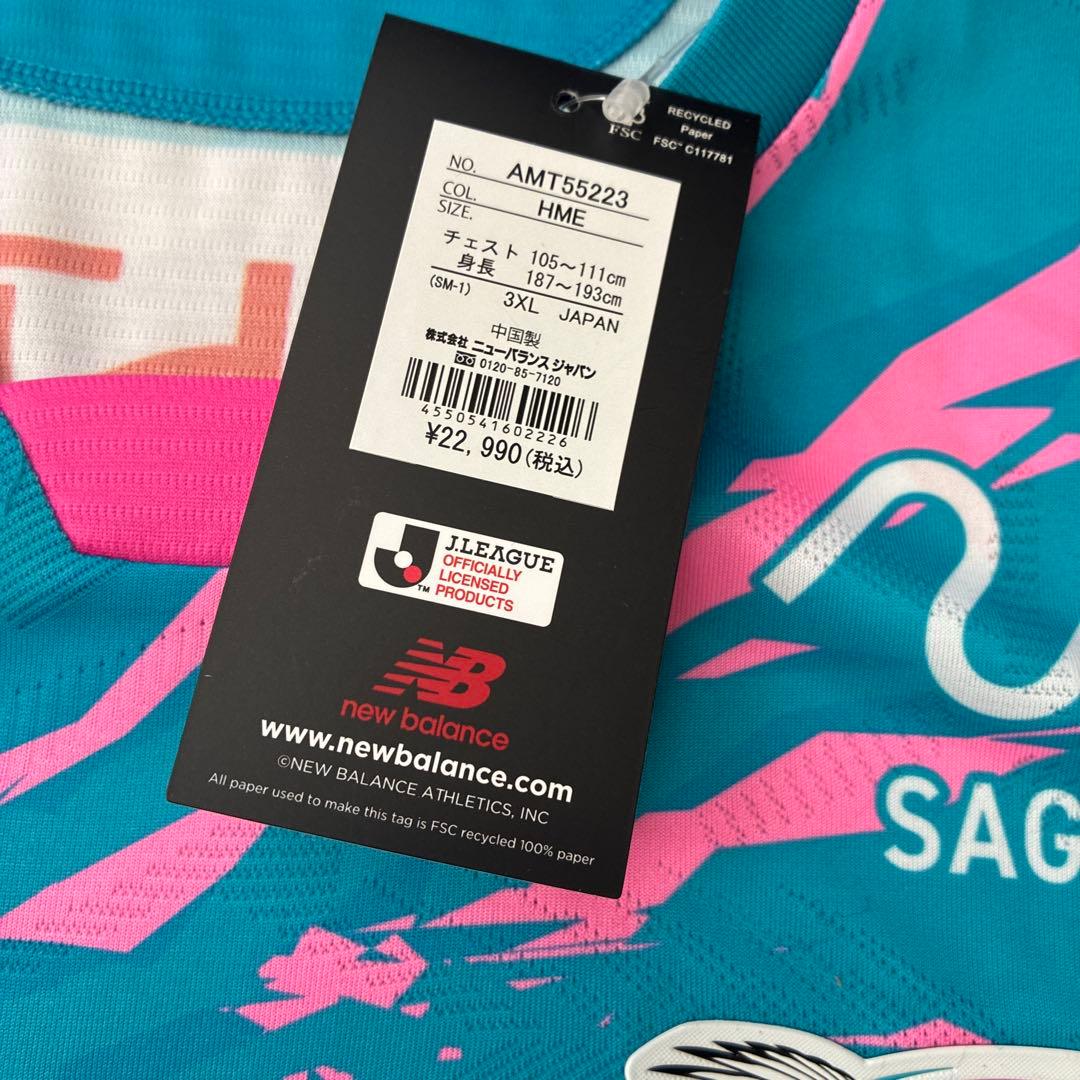 FSC
RECYCLED
Paper
FSC™ C117781
NO. AMT55223
COL. HME
SIZE.
チェスト 105～111cm
身長 187～193cm
(SM-1) 3XL JAPAN
中国製
株式会社 ニューバランス ジャパン
0120-85-7120
4550541602226
¥22,990(税込)
J.LEAGUE
OFFICIALLY
LICENSED
PRODUCTS
TM
NB
new balance
www.newbalance.com
©NEW BALANCE ATHLETICS, INC
All paper used to make this tag is FSC recycled 100% paper
SAG